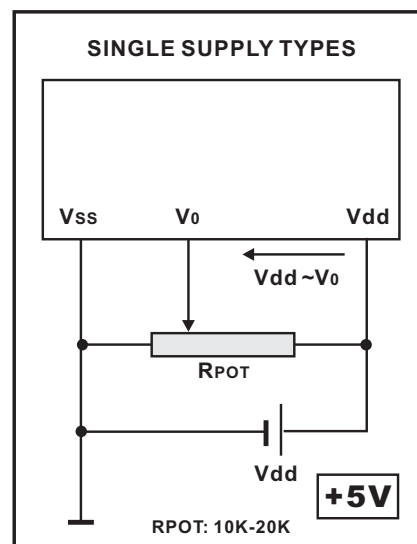 SINGLE SUPPLY TYPES
Vss V0 Vdd
Vdd ~V0
RPOT
Vdd
+5V
RPOT: 10K-20K